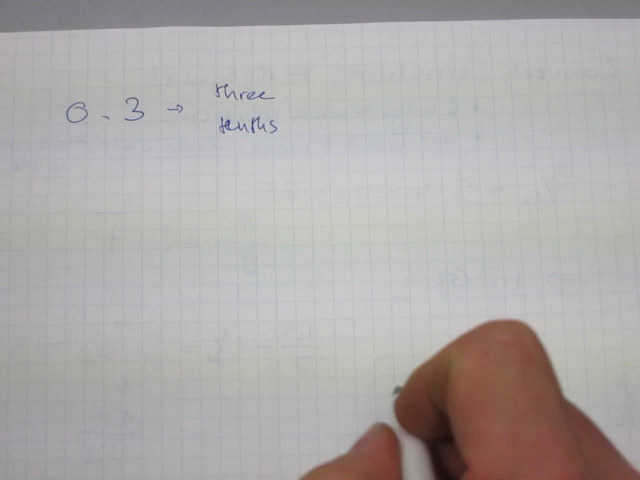 0.3 → three
tenths